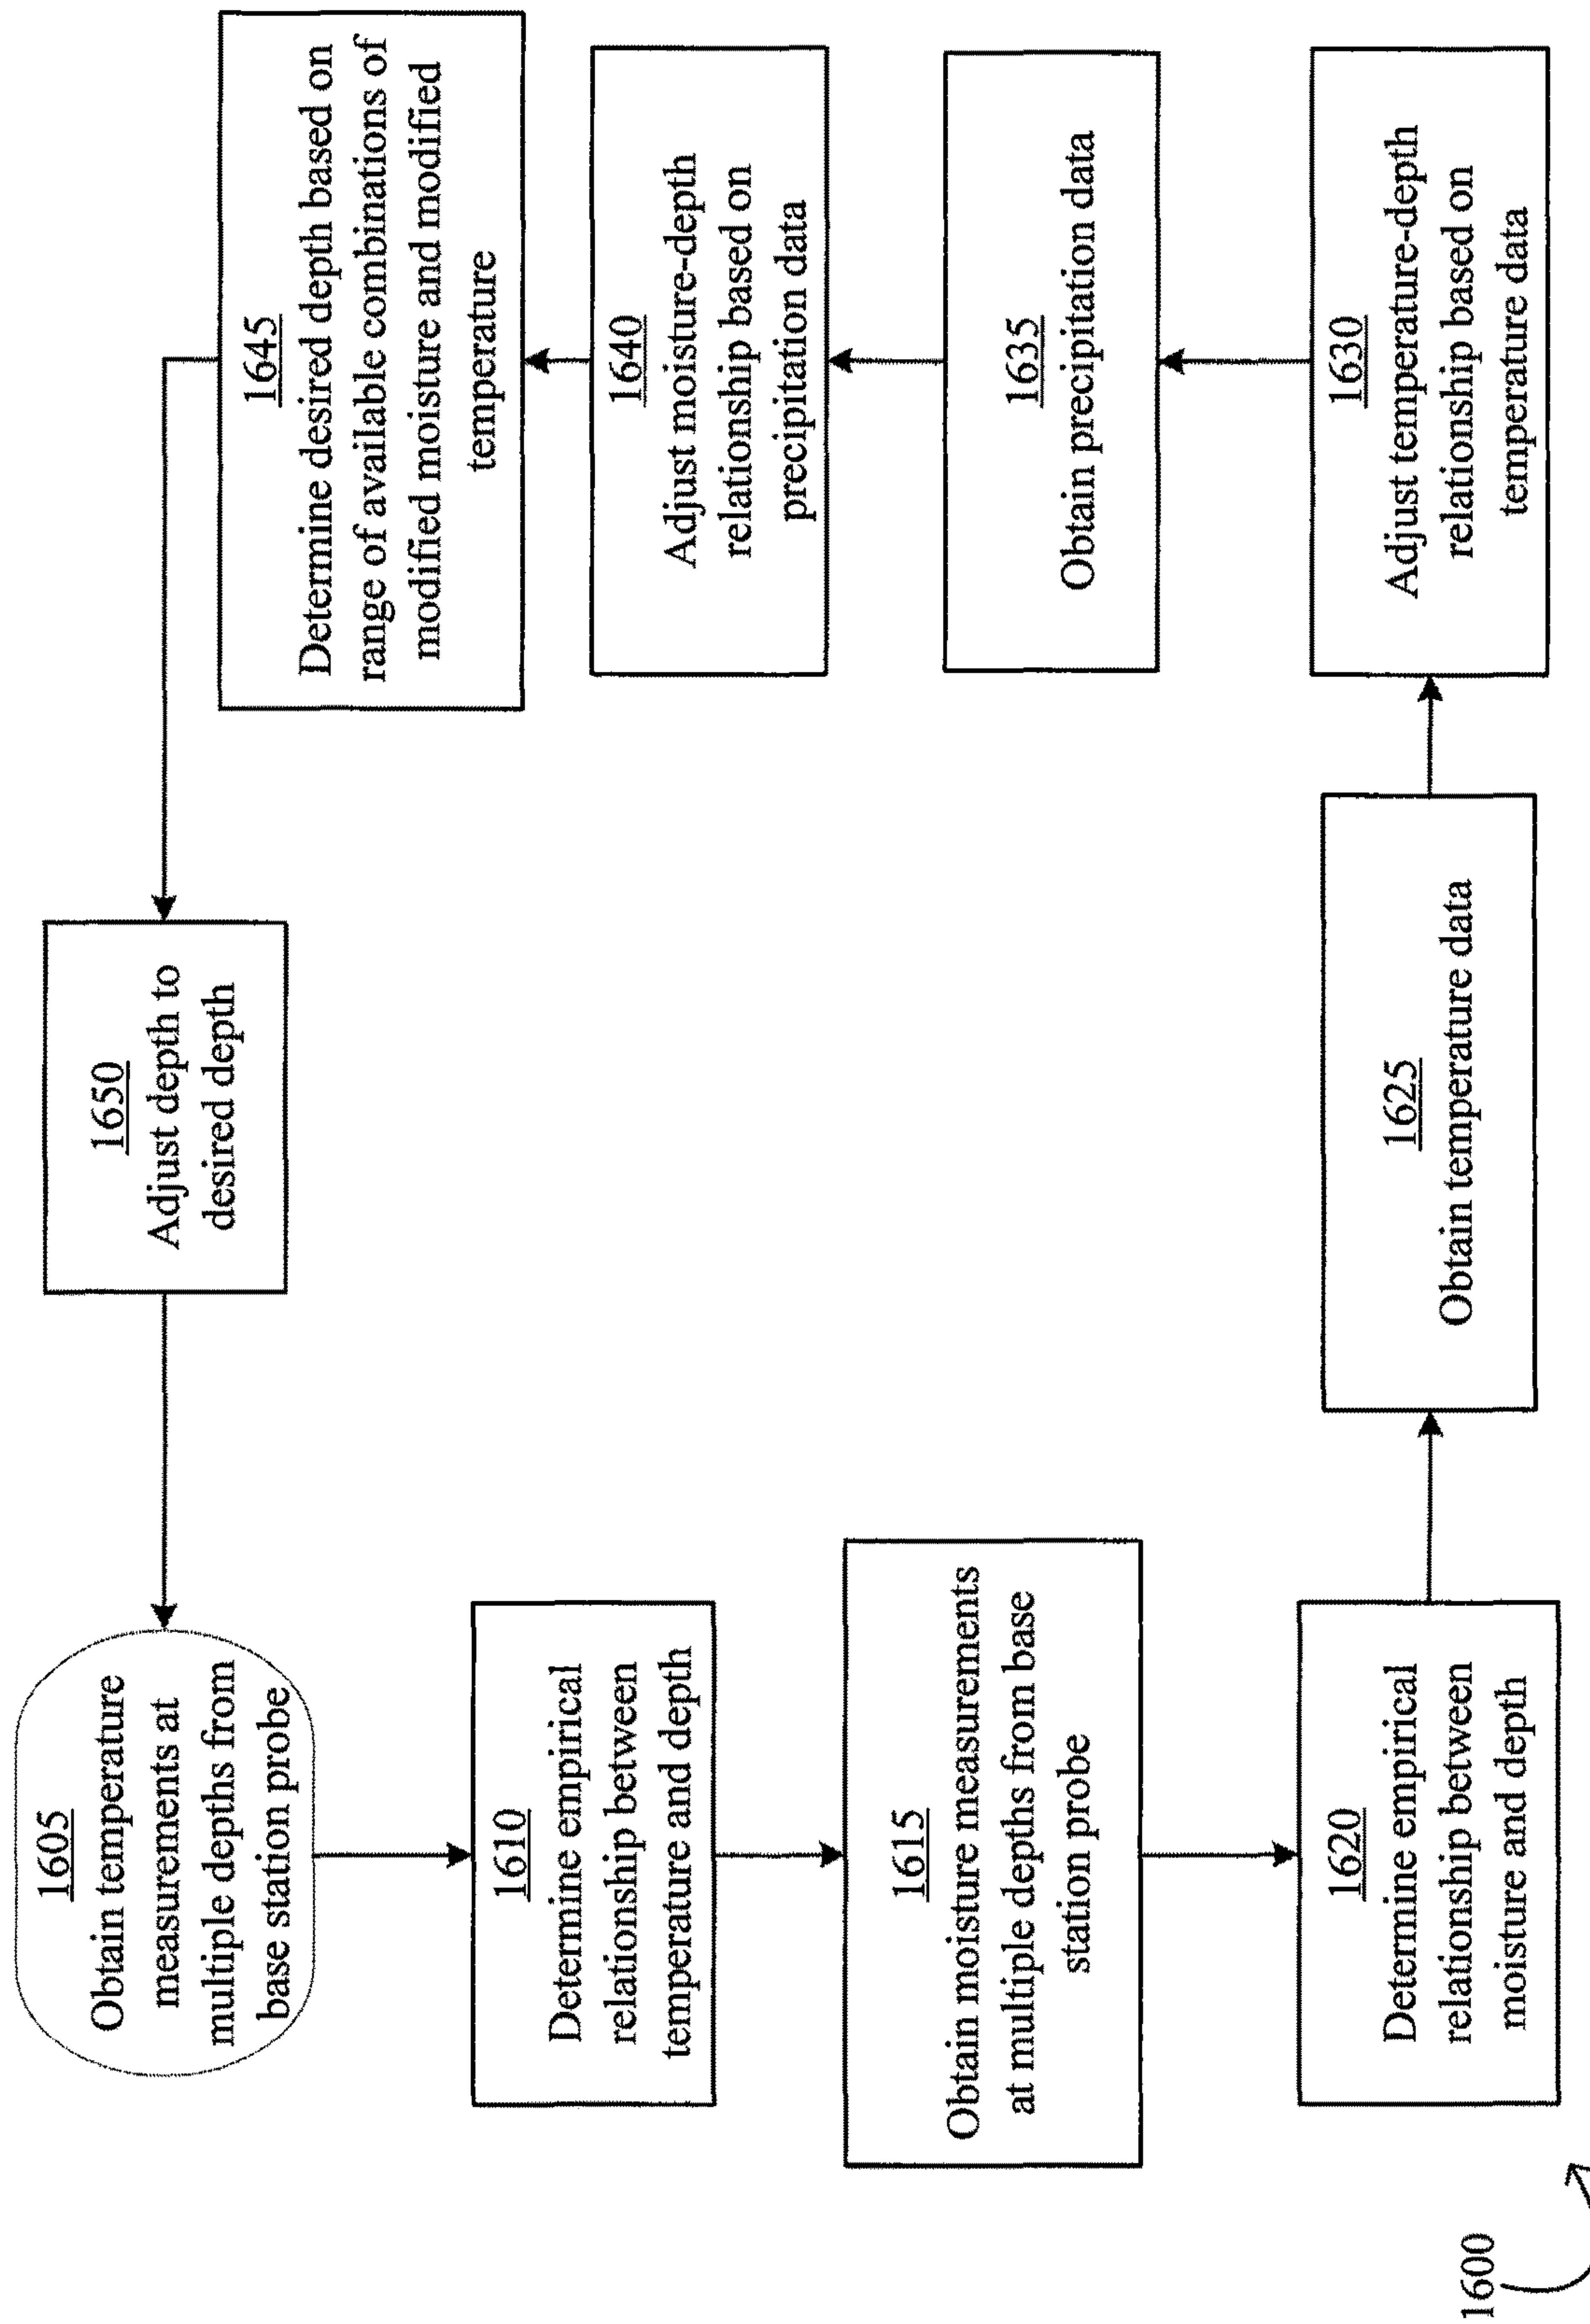 1605
Obtain temperature
measurements at
multiple depths from
base station probe
1610
Determine empirical
relationship between
temperature and depth
1615
Obtain moisture measurements
at multiple depths from base
station probe
1620
Determine empirical
relationship between
moisture and depth
1625
Obtain temperature data
1630
Adjust temperature-depth
relationship based on
temperature data
1635
Obtain precipitation data
1640
Adjust moisture-depth
relationship based on
precipitation data
1645
Determine desired depth based on
range of available combinations of
modified moisture and modified
temperature
1650
Adjust depth to
desired depth
1600